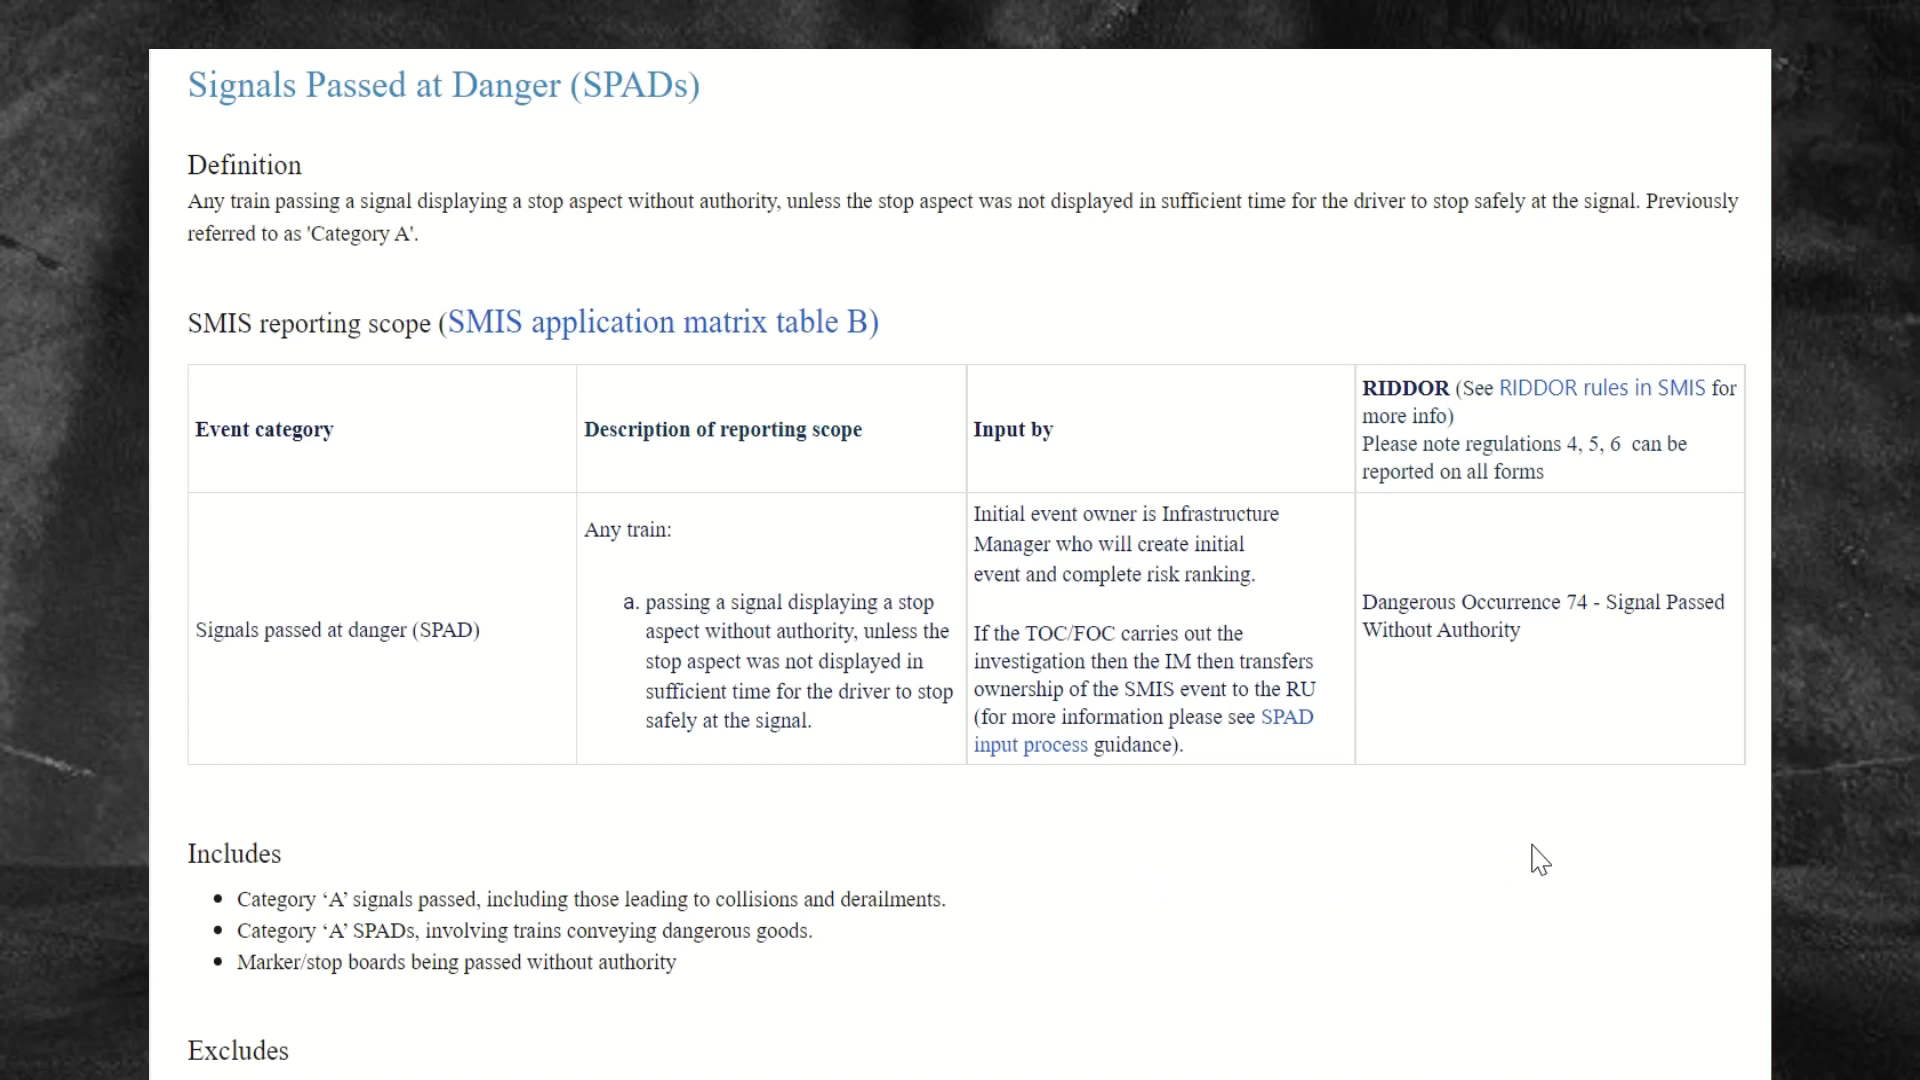 Signals Passed at Danger (SPADs)
Definition
Any train passing a signal displaying a stop aspect without authority, unless the stop aspect was not displayed in sufficient time for the driver to stop safely at the signal. Previously
referred to as 'Category A'.
SMIS reporting scope (SMIS application matrix table B)
Event category
Description of reporting scope
Input by
RIDDOR (See RIDDOR rules in SMIS for
more info)
Please note regulations 4, 5, 6 can be
reported on all forms
Signals passed at danger (SPAD)
Any train:
a. passing a signal displaying a stop
aspect without authority, unless the
stop aspect was not displayed in
sufficient time for the driver to stop
safely at the signal.
Initial event owner is Infrastructure
Manager who will create initial
event and complete risk ranking.
If the TOC/FOC carries out the
investigation then the IM then transfers
ownership of the SMIS event to the RU
(for more information please see SPAD
input process guidance).
Dangerous Occurrence 74 - Signal Passed
Without Authority
Includes
• Category ‘A’ signals passed, including those leading to collisions and derailments.
• Category ‘A’ SPADs, involving trains conveying dangerous goods.
• Marker/stop boards being passed without authority
Excludes